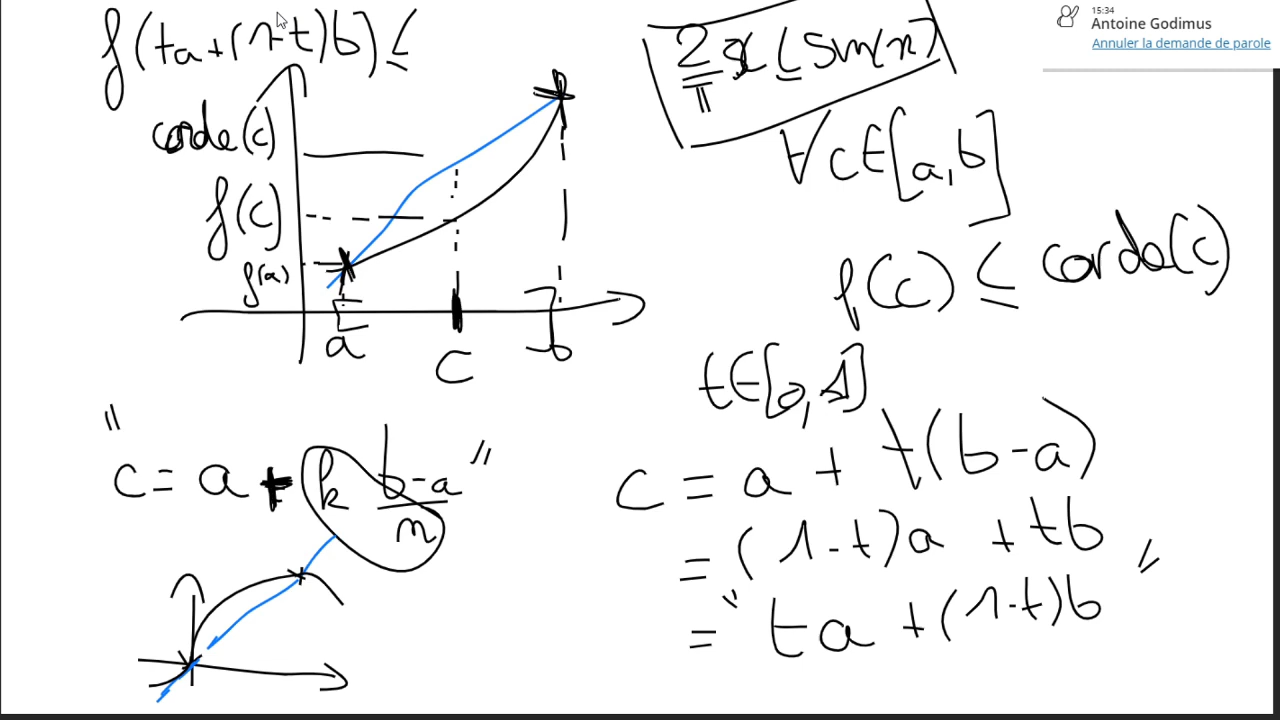 f(ta+(1-t)b) ≤
corde(c)
f(c)
f(a)
a
c
b
" c = a + k (b-a)/n "
15:34
Antoine Godimus
Annuler la demande de parole
2/π x ≤ sin(x)
∀c∈[a,b]
f(c) ≤ corde(c)
t∈[0,1]
c = a + t(b-a)
= (1-t)a + tb
= " ta + (1-t)b "